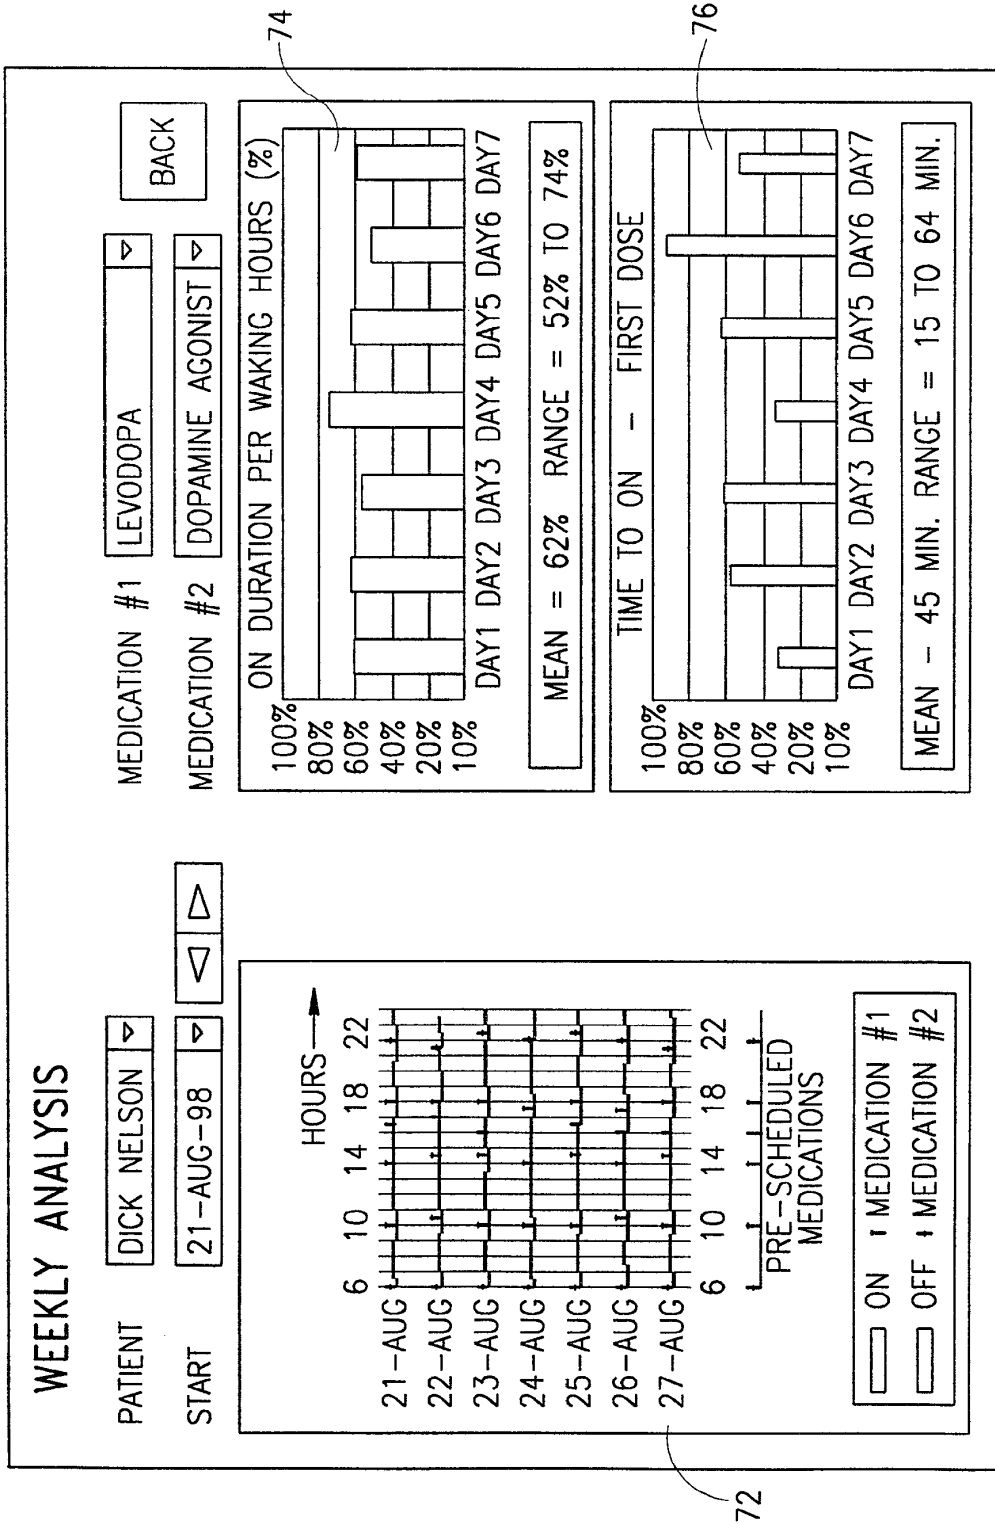 WEEKLY ANALYSIS
PATIENT DICK NELSON MEDICATION #1 LEVODOPA BACK
START 21-AUG-98 MEDICATION #2 DOPAMINE AGONIST
HOURS
6 10 14 18 22
21-AUG
22-AUG
23-AUG
24-AUG
25-AUG
26-AUG
27-AUG
6 10 14 18 22
PRE-SCHEDULED
MEDICATIONS
ON MEDICATION #1
OFF MEDICATION #2
72
ON DURATION PER WAKING HOURS (%)
100%
80%
60%
40%
20%
10%
DAY1 DAY2 DAY3 DAY4 DAY5 DAY6 DAY7
MEAN = 62% RANGE = 52% TO 74%
74
TIME TO ON - FIRST DOSE
100%
80%
60%
40%
20%
10%
DAY1 DAY2 DAY3 DAY4 DAY5 DAY6 DAY7
MEAN - 45 MIN. RANGE = 15 TO 64 MIN.
76